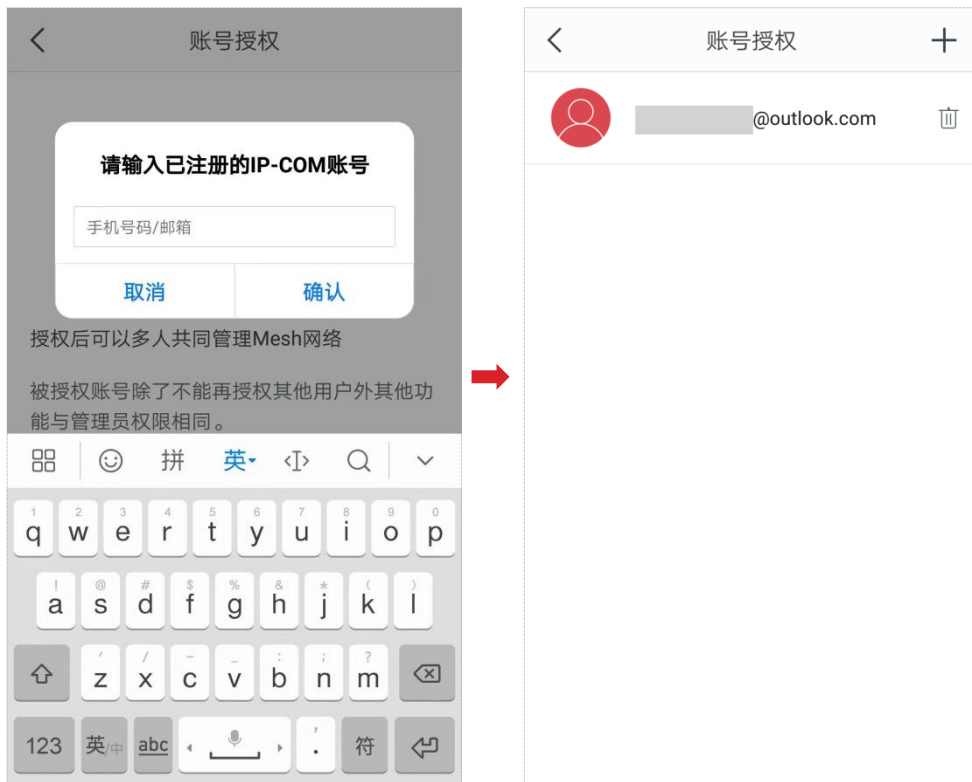 账号授权
请输入已注册的IP-COM账号
手机号码/邮箱
取消 确认
授权后可以多人共同管理Mesh网络
被授权账号除了不能再授权其他用户外其他功
能与管理员权限相同。
拼 英
1 2 3 4 5 6 7 8 9 0
q w e r t y u i o p
! @ # $ % & * ( )
a s d f g h j k l
' / - _ : ; ?
z x c v b n m
123 英/中 abc , . 符
账号授权
@outlook.com